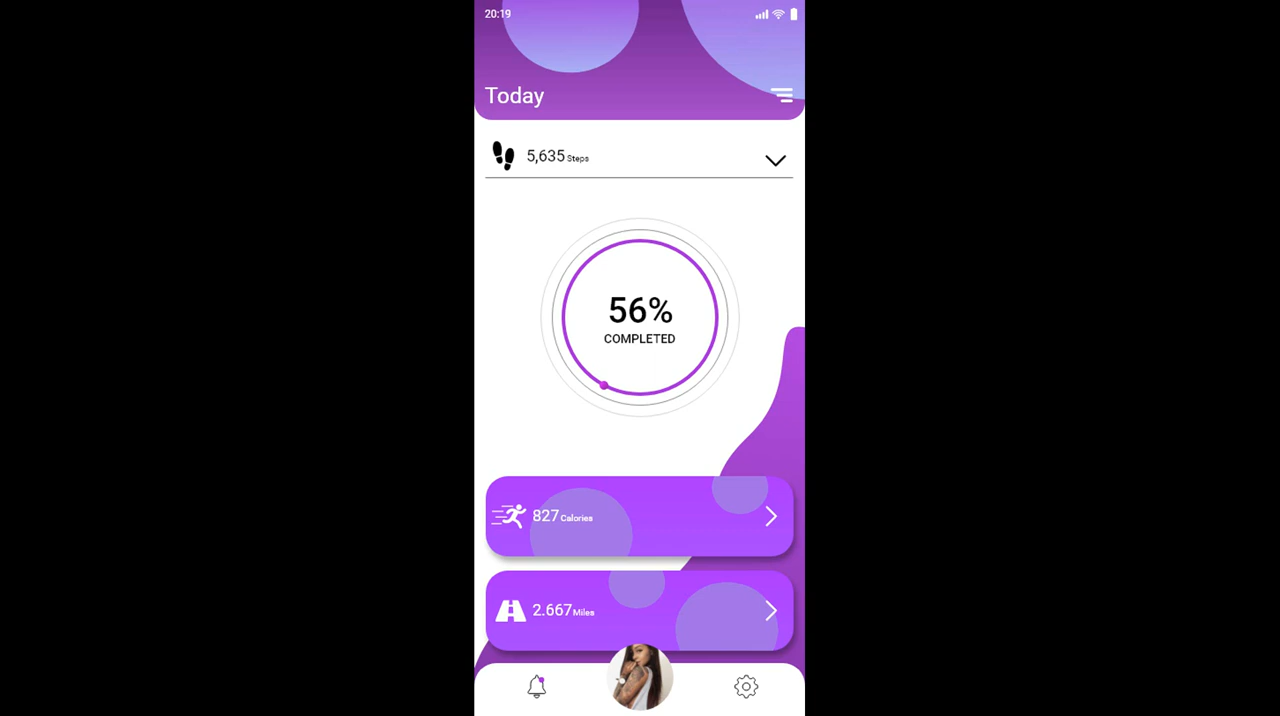 20:19
Today
5,635 Steps
56%
COMPLETED
827 Calories
2.667 Miles